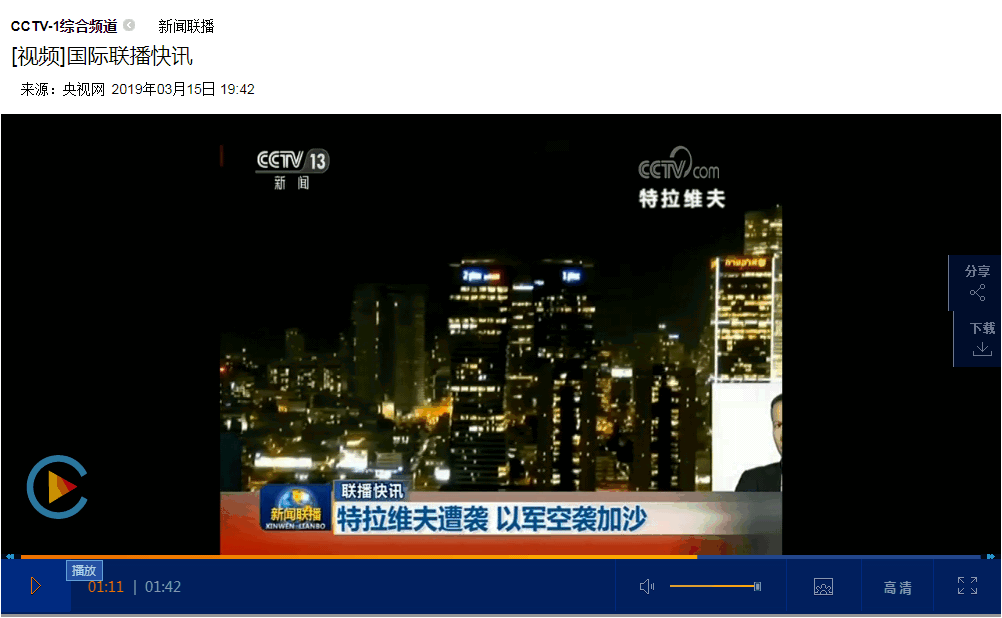 CCTV-1综合频道 新闻联播
[视频]国际联播快讯
来源：央视网 2019年03月15日 19:42
CCTV 13
新闻
CCTV.com
特拉维夫
分享
下载
联播快讯
新闻联播
XINWEN LIANBO
特拉维夫遭袭 以军空袭加沙
播放
01:11 | 01:42
高清